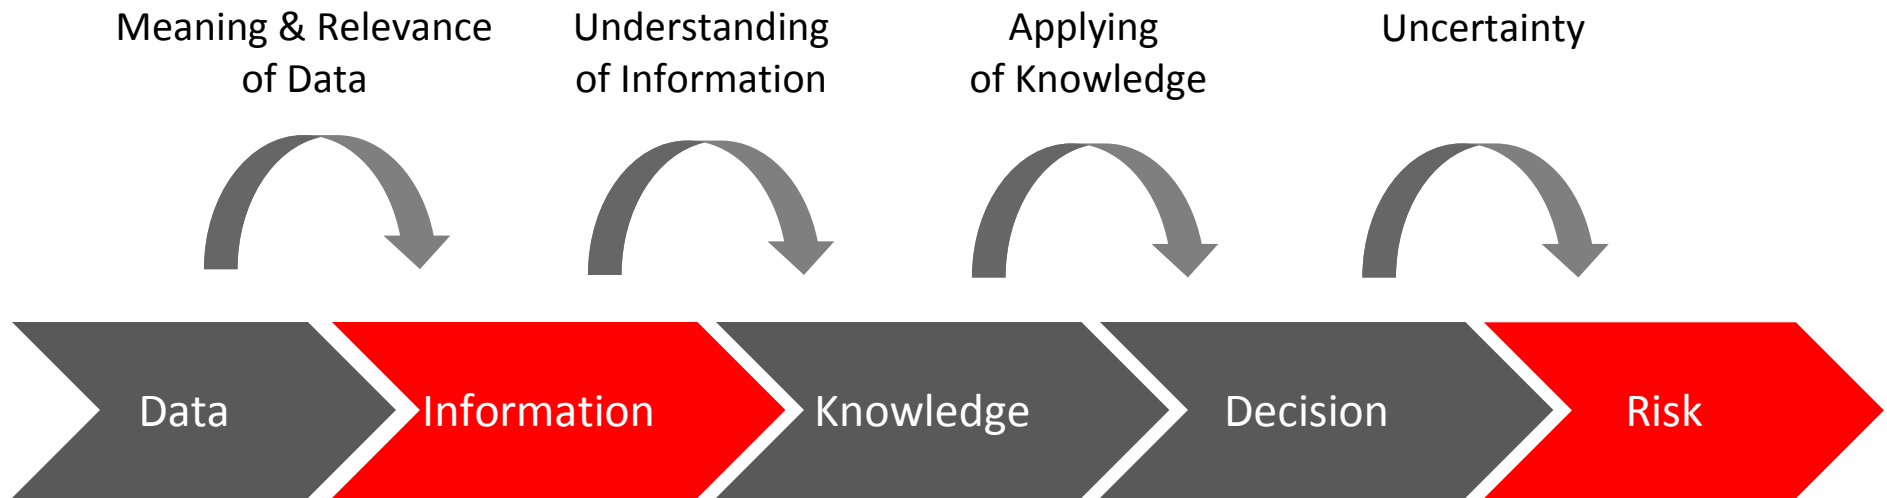 Meaning & Relevance
of Data
Understanding
of Information
Applying
of Knowledge
Uncertainty
Data
Information
Knowledge
Decision
Risk